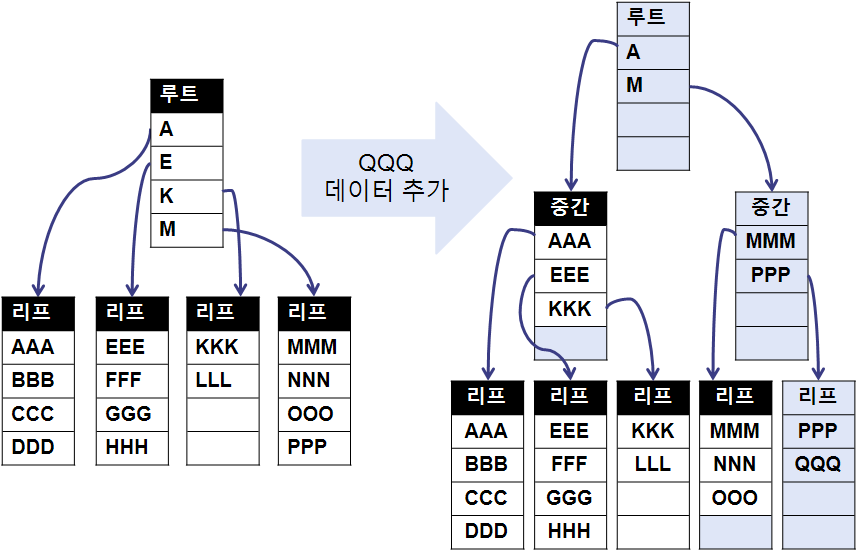 루트
A
E
K
M
리프
AAA
BBB
CCC
DDD
리프
EEE
FFF
GGG
HHH
리프
KKK
LLL
리프
MMM
NNN
OOO
PPP
QQQ
데이터 추가
루트
A
M
중간
AAA
EEE
KKK
중간
MMM
PPP
리프
AAA
BBB
CCC
DDD
리프
EEE
FFF
GGG
HHH
리프
KKK
LLL
리프
MMM
NNN
OOO
리프
PPP
QQQ